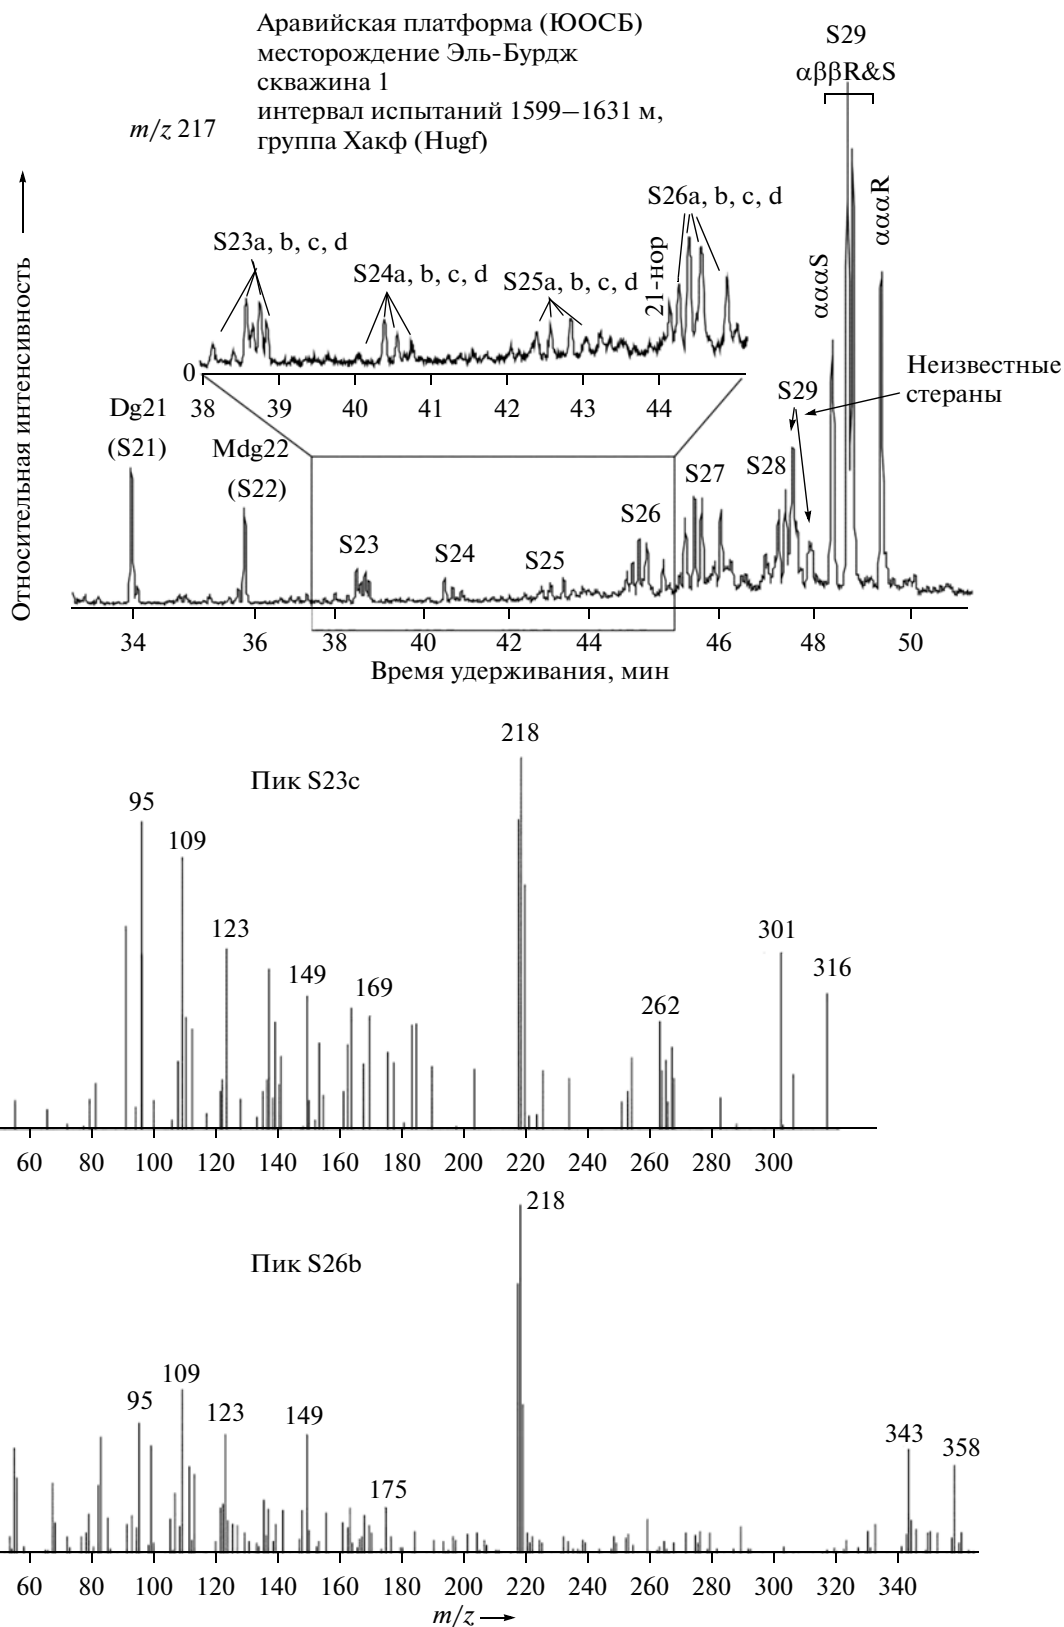 Аравийская платформа (ЮОСБ)
месторождение Эль-Бурдж
скважина 1
интервал испытаний 1599–1631 м,
группа Хакф (Hugf)
m/z 217
S29
αββR&S
αααS
αααR
Относительная интенсивность
S23a, b, c, d
S24a, b, c, d
S25a, b, c, d
21-нор
S26a, b, c, d
0
38 39 40 41 42 43 44
Неизвестные
стераны
Dg21
(S21)
Mdg22
(S22)
S23
S24
S25
S26
S27
S28
S29
34 36 38 40 42 44 46 48 50
Время удерживания, мин
Пик S23c
95
109
123
149
169
218
262
301
316
60 80 100 120 140 160 180 200 220 240 260 280 300
Пик S26b
95
109
123
149
175
218
343
358
60 80 100 120 140 160 180 200 220 240 260 280 300 320 340
m/z